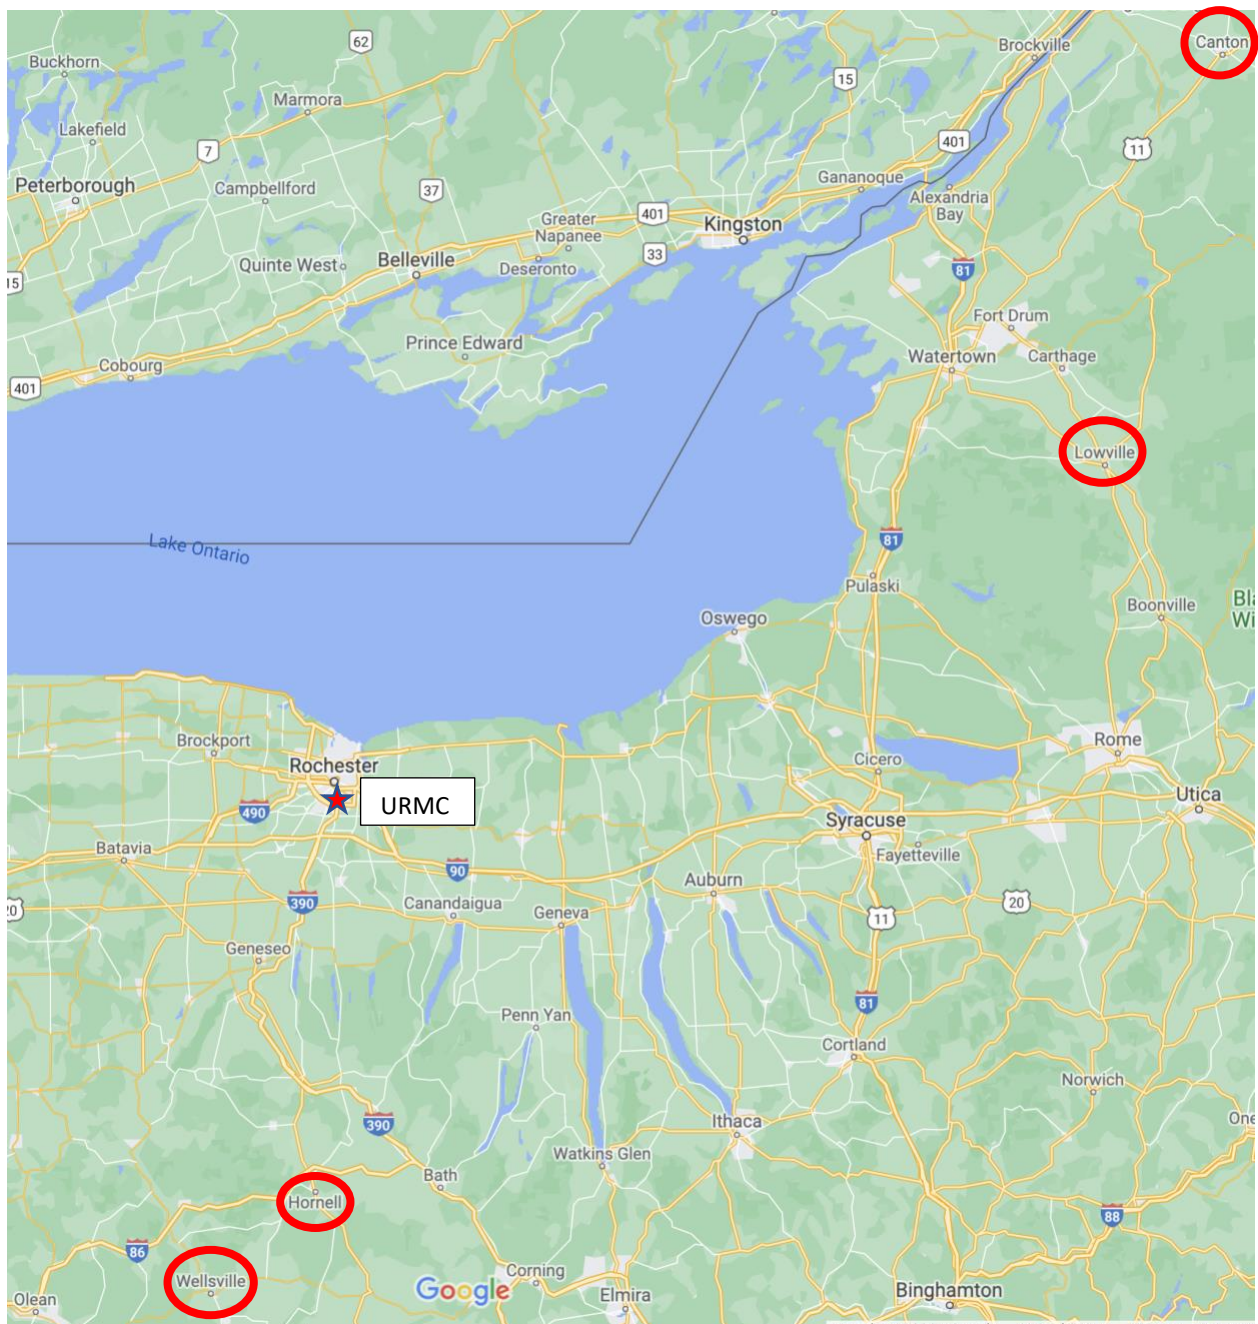 62
Buckhorn
Brockville
Canton
15
Marmora
Lakefield
7
401
11
Peterborough
Campbellford
37
Gananoque
Alexandria
Bay
Greater
Napanee
401
Kingston
33
Quinte West
Belleville
Deseronto
81
15
Fort Drum
Prince Edward
Watertown
Carthage
Cobourg
401
Lowville
Lake Ontario
81
Pulaski
Bla
Wi
Boonville
Oswego
Brockport
Rome
Rochester
Cicero
URMC
490
Utica
Syracuse
Batavia
Fayetteville
90
Auburn
390
Canandaigua
Geneva
11
20
20
Geneseo
81
Penn Yan
Cortland
Norwich
390
Ithaca
One
Watkins Glen
Bath
Hornell
88
86
Wellsville
Google
Corning
Elmira
Binghamton
Olean